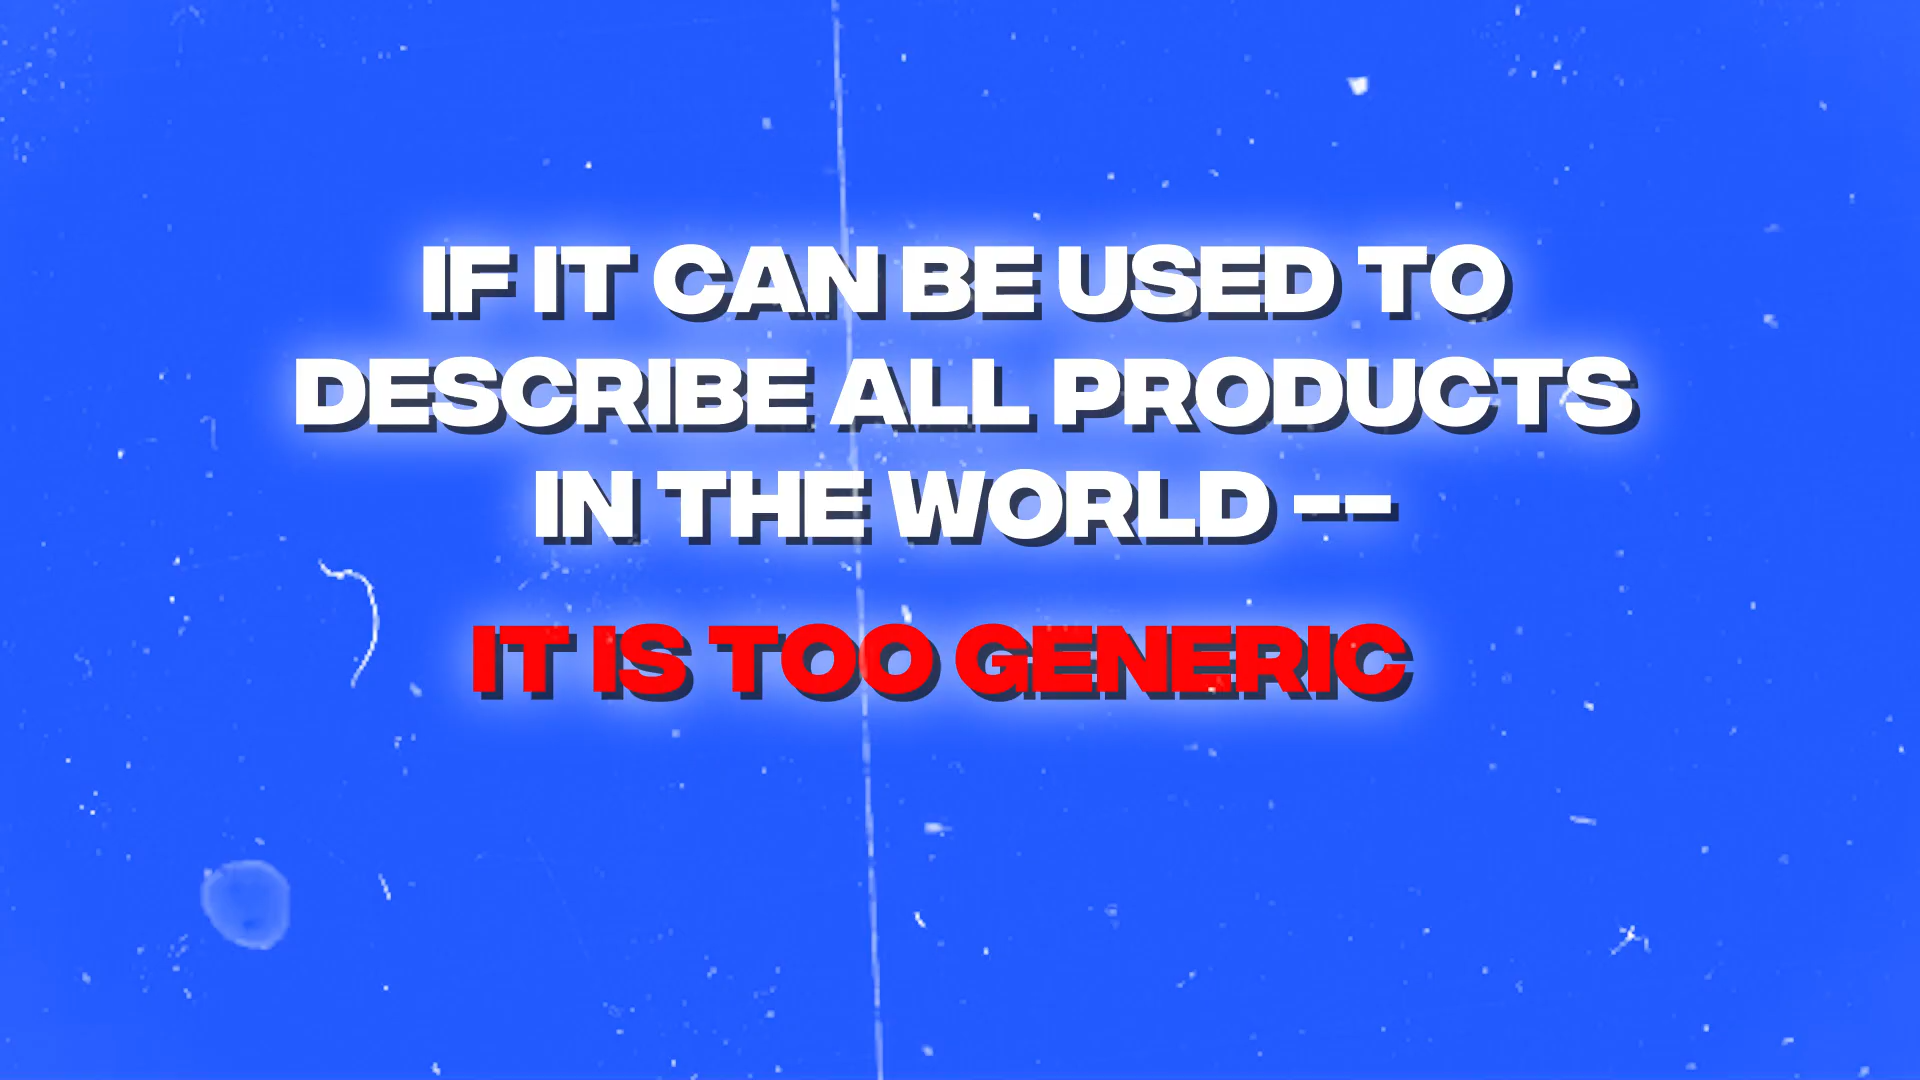 IF IT CAN BE USED TO
DESCRIBE ALL PRODUCTS
IN THE WORLD --
IT IS TOO GENERIC